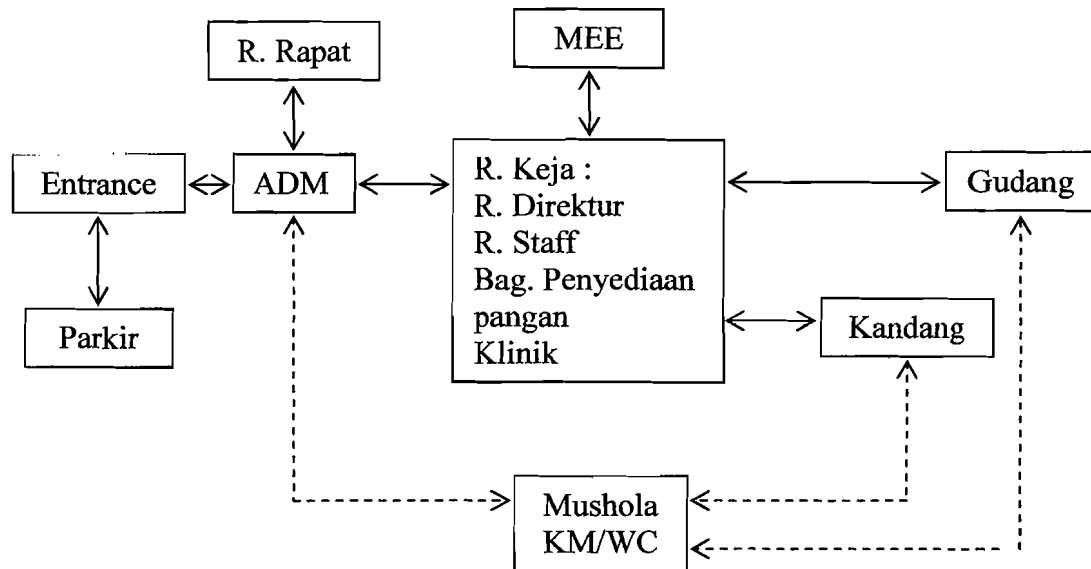 MEE
R. Rapat
Entrance
ADM
R. Keja :
R. Direktur
R. Staff
Bag. Penyediaan
pangan
Klinik
Gudang
Parkir
Kandang
Mushola
KM/WC